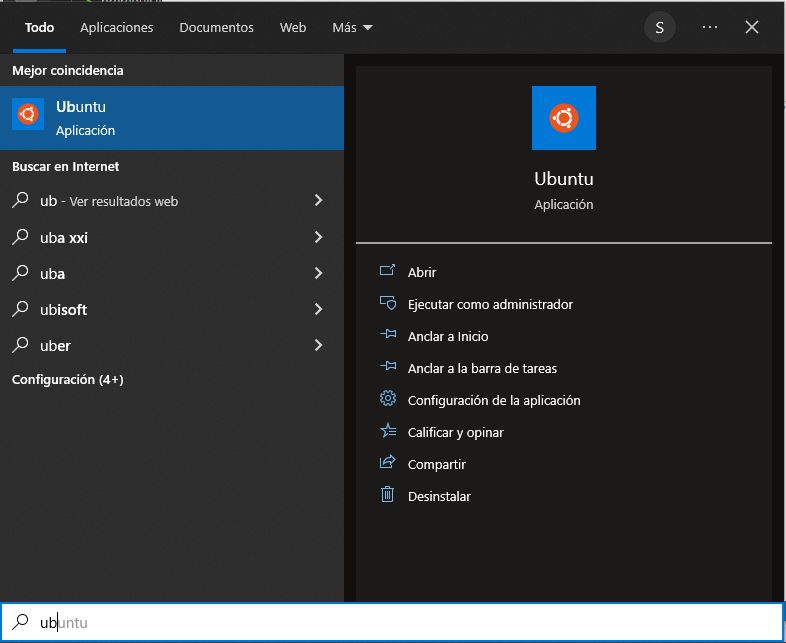 Todo Aplicaciones Documentos Web Más S
Mejor coincidencia
Ubuntu
Aplicación
Buscar en Internet
ub - Ver resultados web
uba xxi
uba
ubisoft
uber
Configuración (4+)
Ubuntu
Aplicación
Abrir
Ejecutar como administrador
Anclar a Inicio
Anclar a la barra de tareas
Configuración de la aplicación
Calificar y opinar
Compartir
Desinstalar
ubuntu